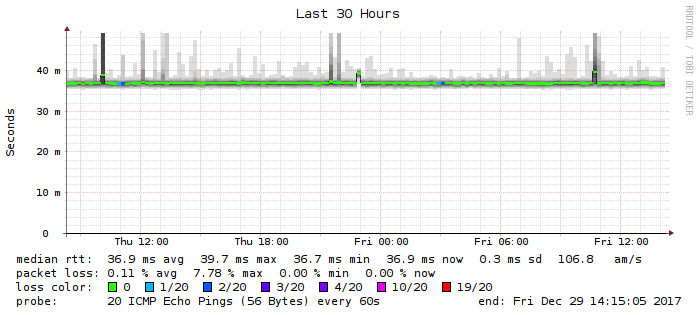 Last 30 Hours
RRDTOOL / TOBI OETIKER
Seconds
40 m
30 m
20 m
10 m
0
Thu 12:00 Thu 18:00 Fri 00:00 Fri 06:00 Fri 12:00
median rtt: 36.9 ms avg 39.7 ms max 36.7 ms min 36.9 ms now 0.3 ms sd 106.8 am/s
packet loss: 0.11 % avg 7.78 % max 0.00 % min 0.00 % now
loss color: 0 1/20 2/20 3/20 4/20 10/20 19/20
probe: 20 ICMP Echo Pings (56 Bytes) every 60s end: Fri Dec 29 14:15:05 2017